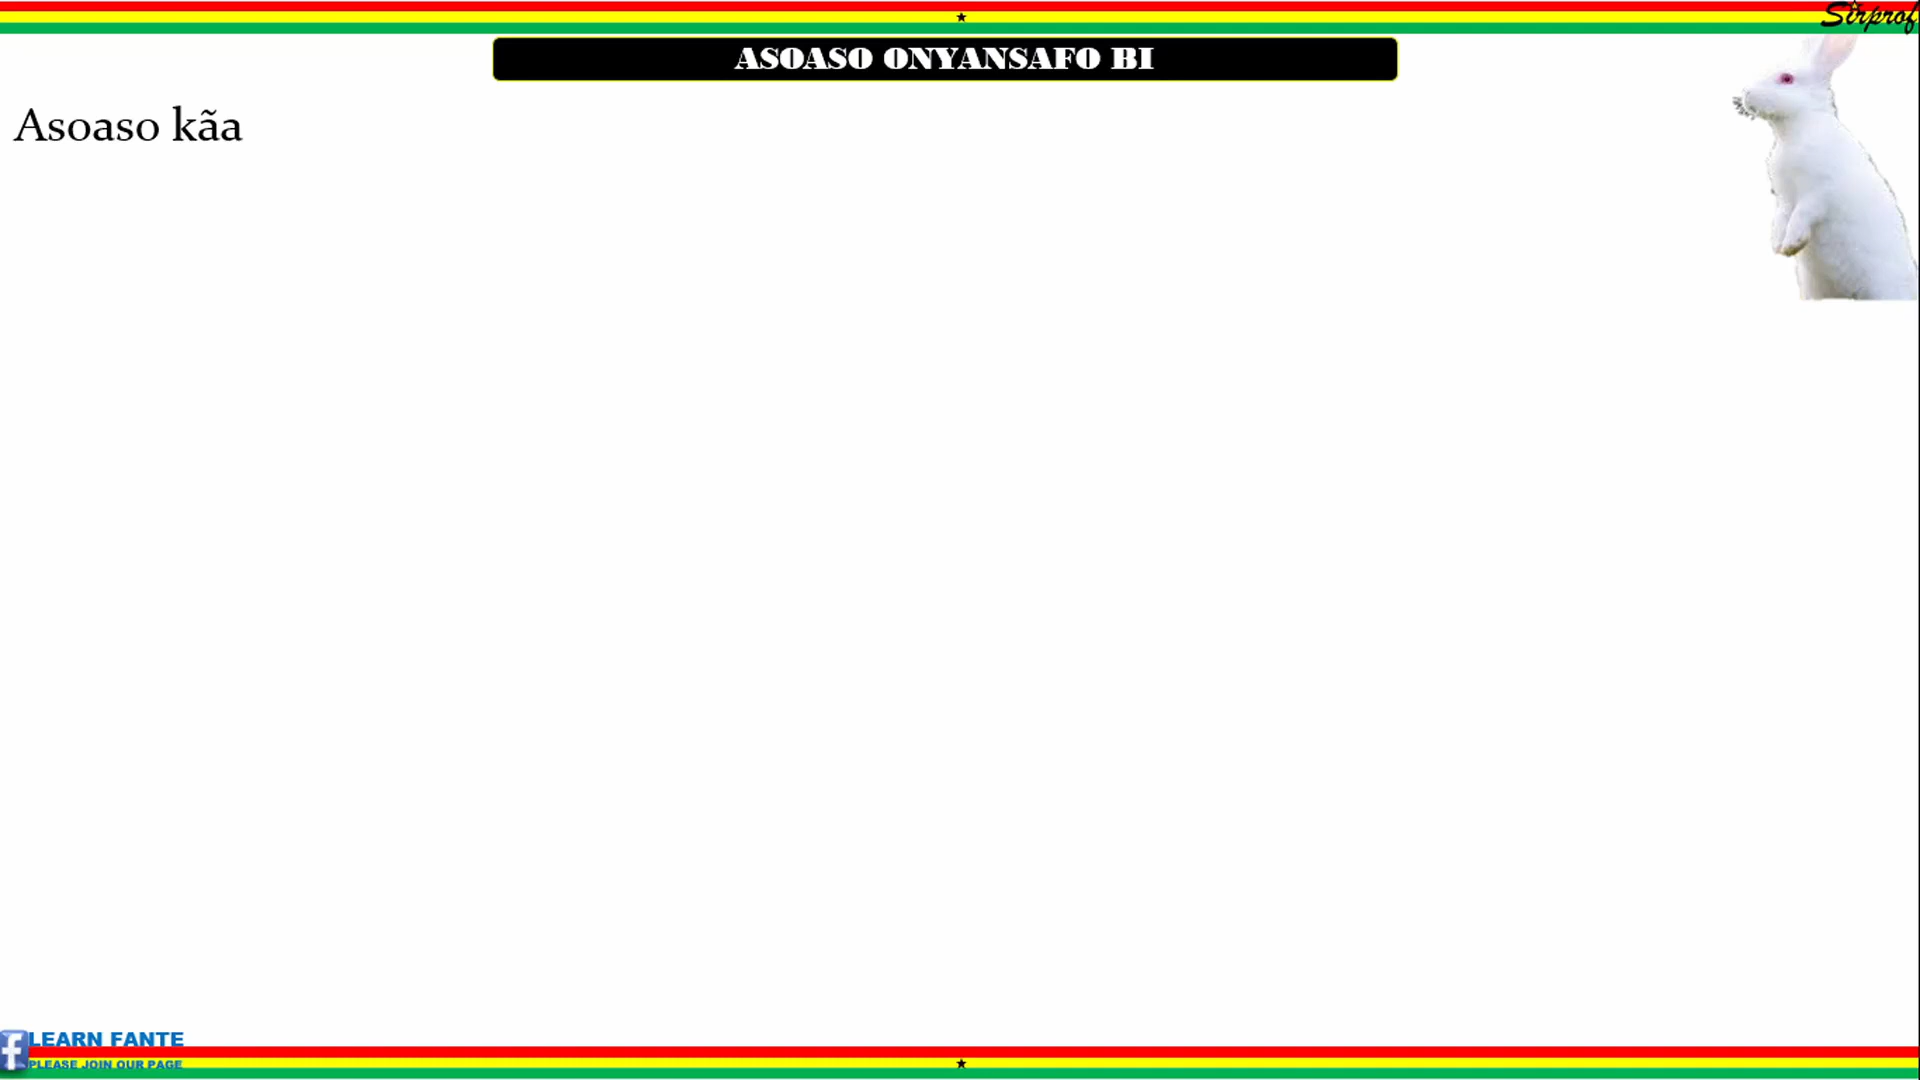 Sirprof
ASOASO ONYANSAFO BI
Asoaso kãa
LEARN FANTE
PLEASE JOIN OUR PAGE